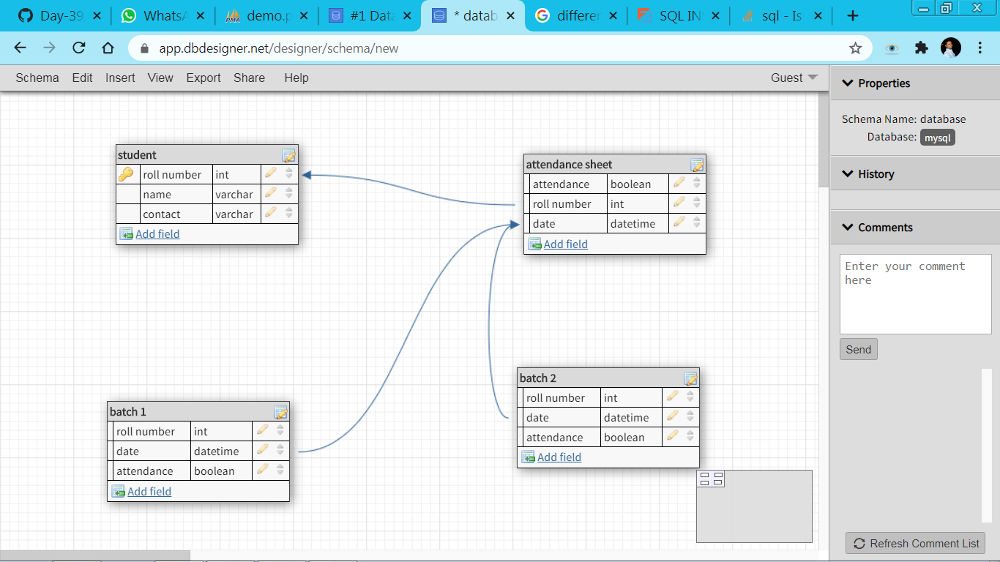 Day-39,
WhatsA
demo.p
#1 Data
* datab
differen
SQL INS
sql - Is
app.dbdesigner.net/designer/schema/new
Schema Edit Insert View Export Share Help Guest
student
roll number int
name varchar
contact varchar
Add field
attendance sheet
attendance boolean
roll number int
date datetime
Add field
batch 1
roll number int
date datetime
attendance boolean
Add field
batch 2
roll number int
date datetime
attendance boolean
Add field
Properties
Schema Name: database
Database: mysql
History
Comments
Enter your comment
here
Send
Refresh Comment List